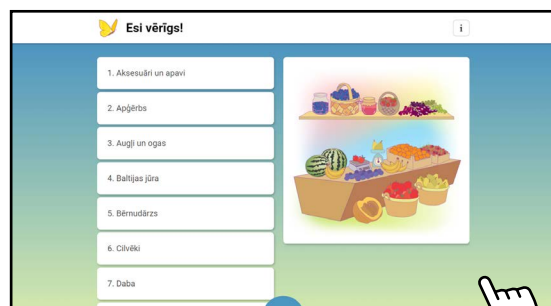 Esi vērīgs!
i
1. Aksesuāri un apavi
2. Apģērbs
3. Augļi un ogas
4. Baltijas jūra
5. Bērnudārzs
6. Cilvēki
7. Daba